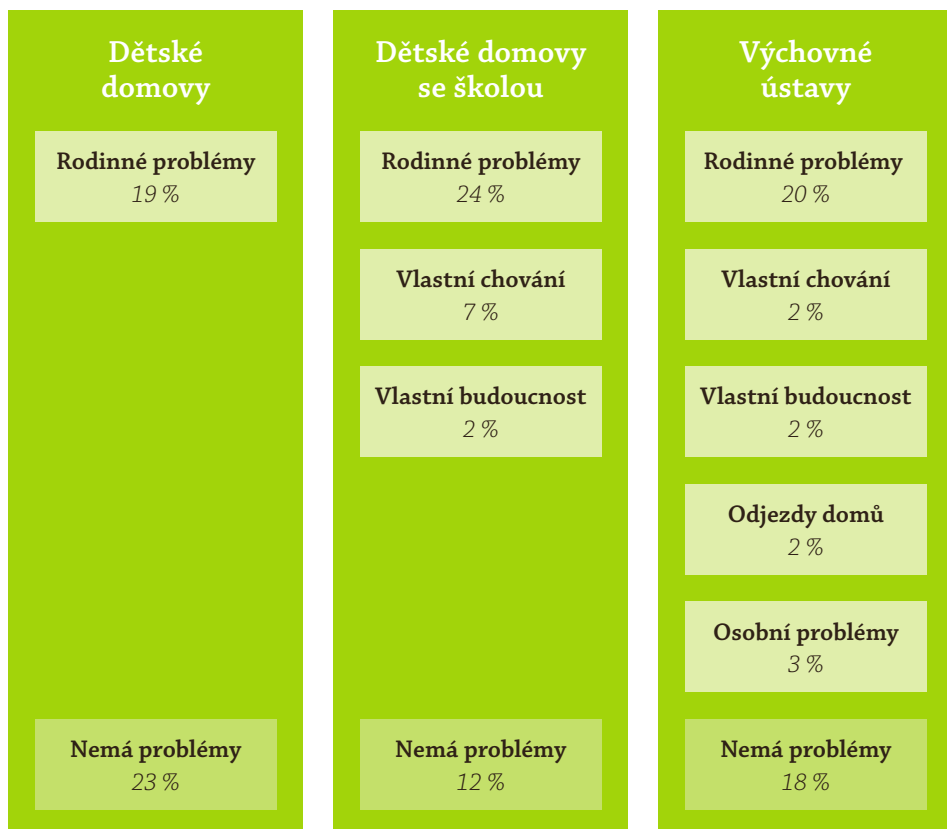 Dětské
domovy
Rodinné problémy
19 %
Nemá problémy
23 %
Dětské domovy
se školou
Rodinné problémy
24 %
Vlastní chování
7 %
Vlastní budoucnost
2 %
Nemá problémy
12 %
Výchovné
ústavy
Rodinné problémy
20 %
Vlastní chování
2 %
Vlastní budoucnost
2 %
Odjezdy domů
2 %
Osobní problémy
3 %
Nemá problémy
18 %